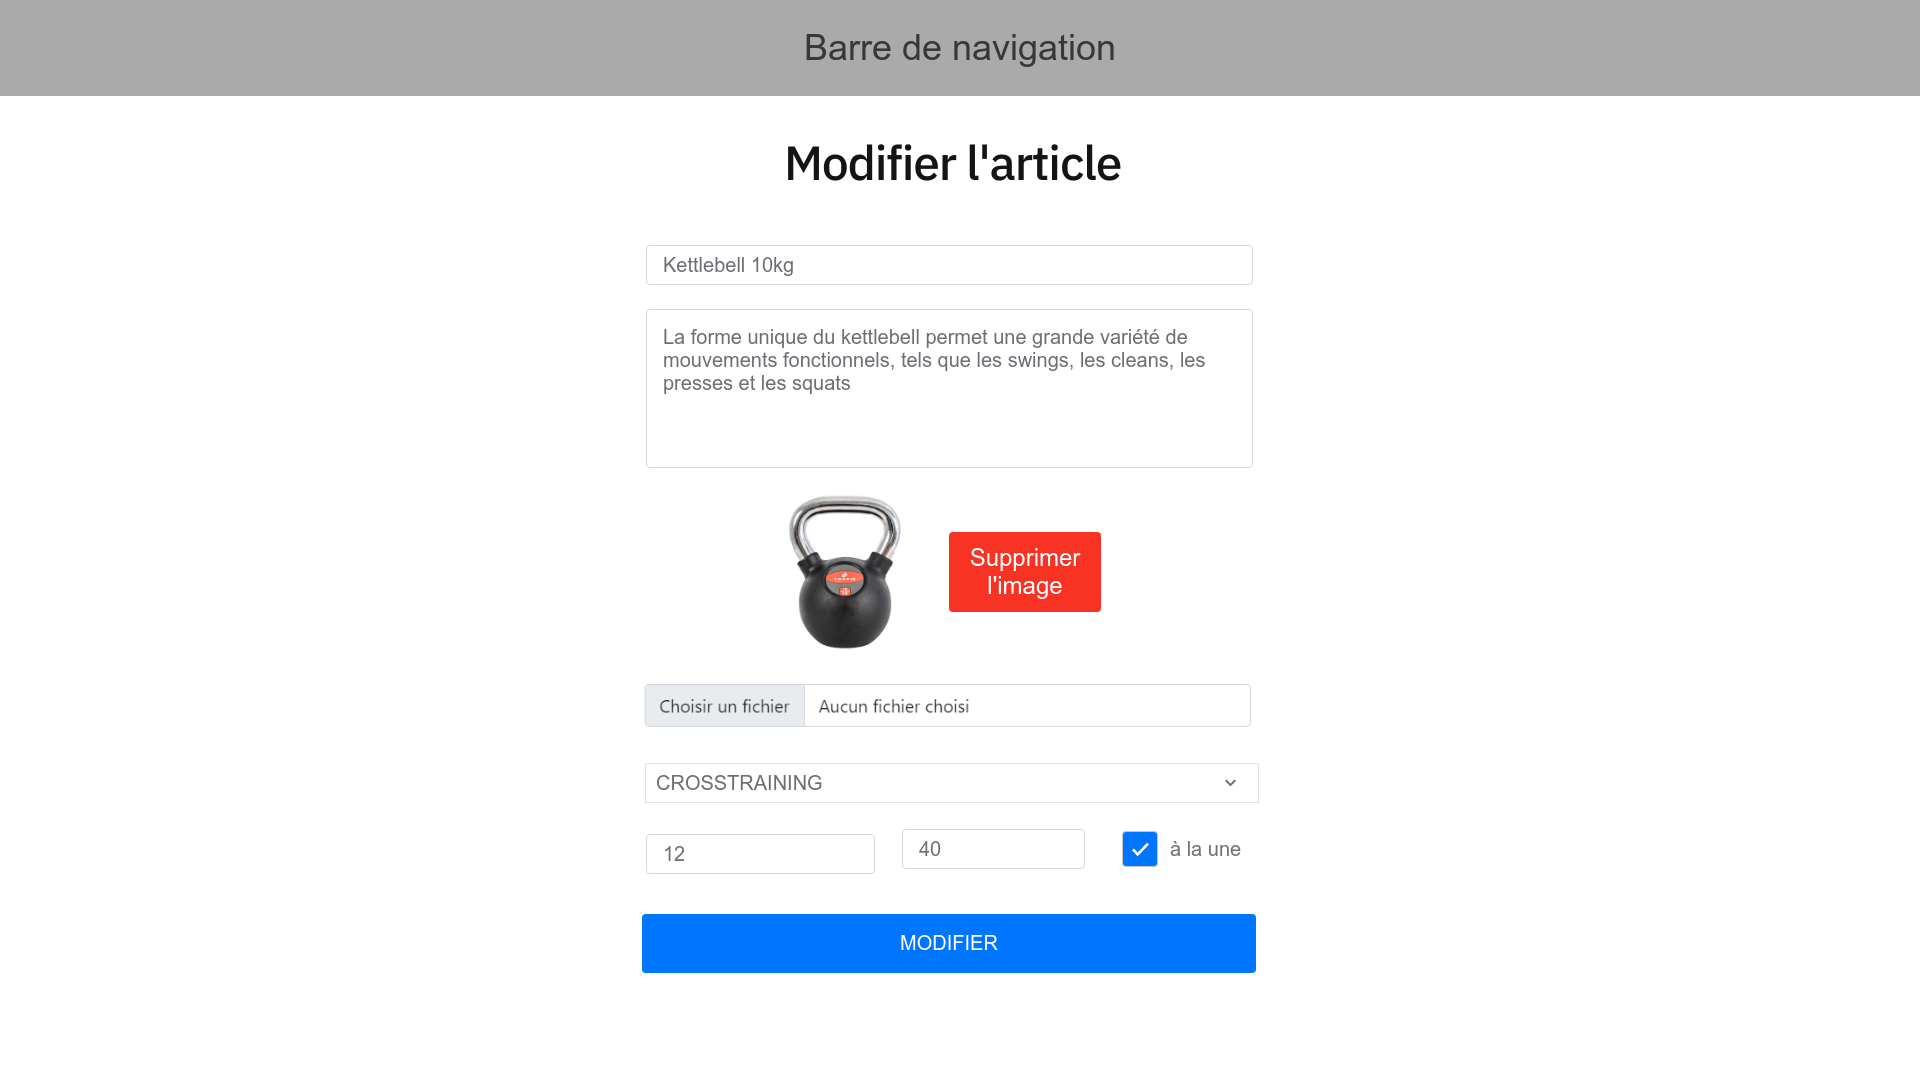 Barre de navigation
Modifier l'article
Kettlebell 10kg
La forme unique du kettlebell permet une grande variété de
mouvements fonctionnels, tels que les swings, les cleans, les
presses et les squats
Supprimer
l'image
Choisir un fichier Aucun fichier choisi
CROSSTRAINING
12 40 à la une
MODIFIER